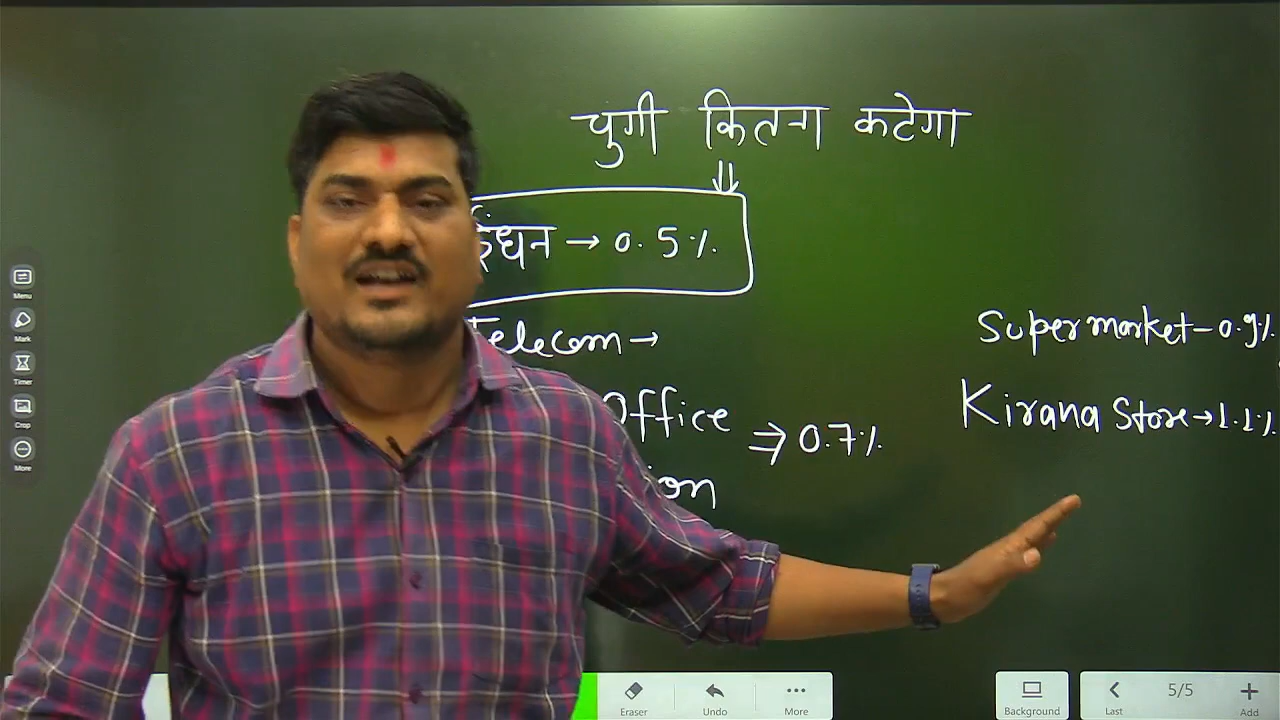 चुगी कितना कटेगा
ईंधन → 0.5%
Telecom →
Office
⇒ 0.7%
Supermarket – 0.9%
Kirana Store → 1.1%
Menu
Mark
Timer
Crop
More
Eraser
Undo
More
Background
Last
5/5
Add